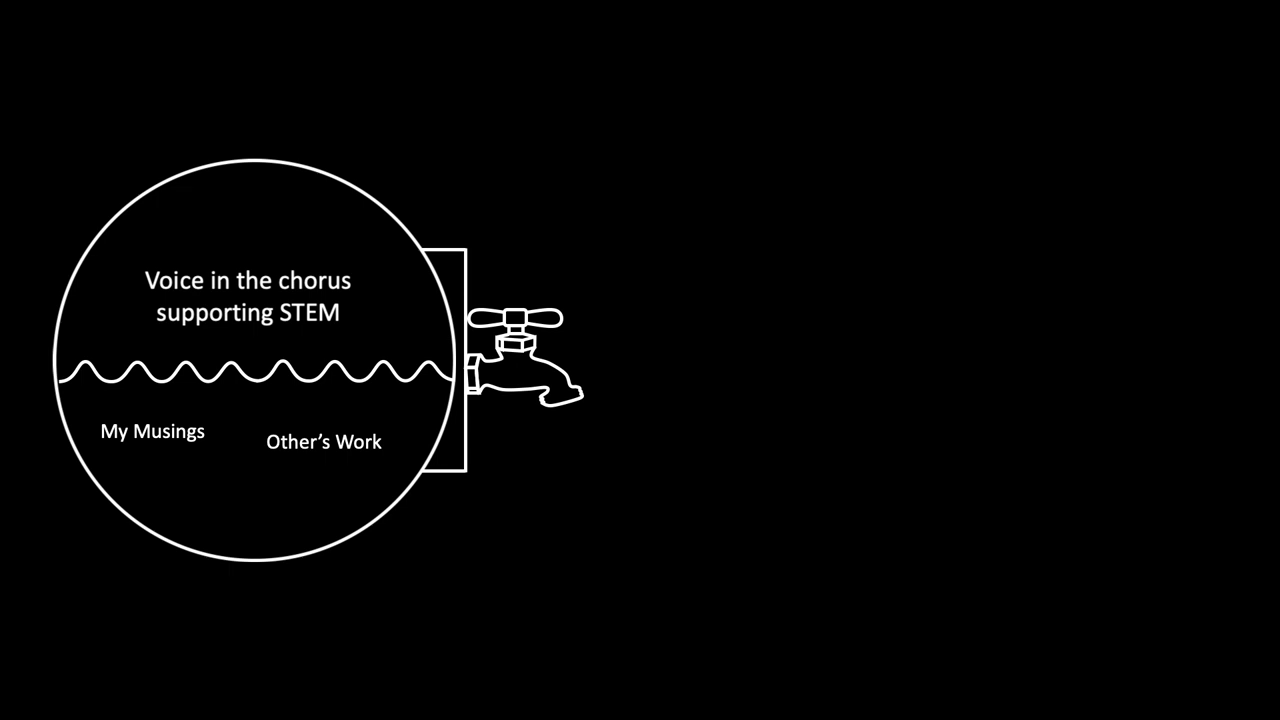 Voice in the chorus
supporting STEM
My Musings
Other’s Work